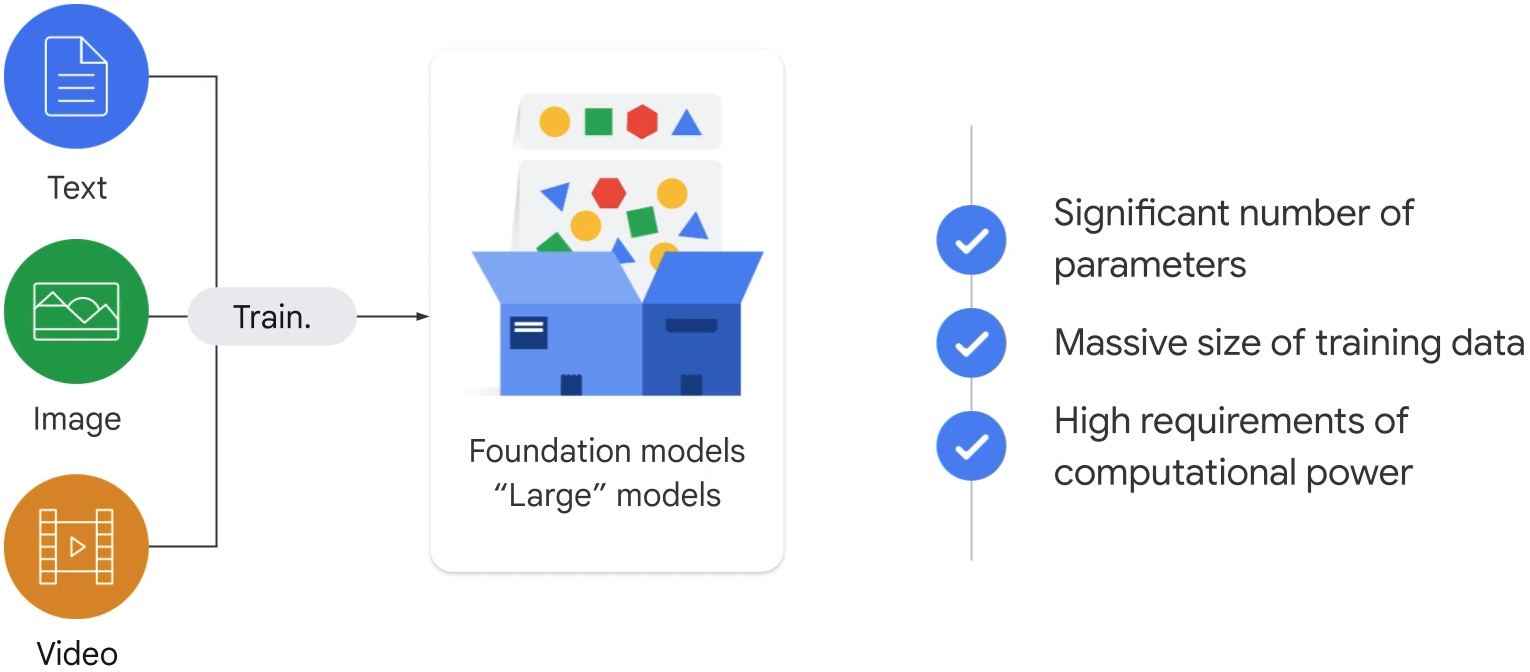 Text
Image
Video
Train.
Foundation models
“Large” models
Significant number of
parameters
Massive size of training data
High requirements of
computational power